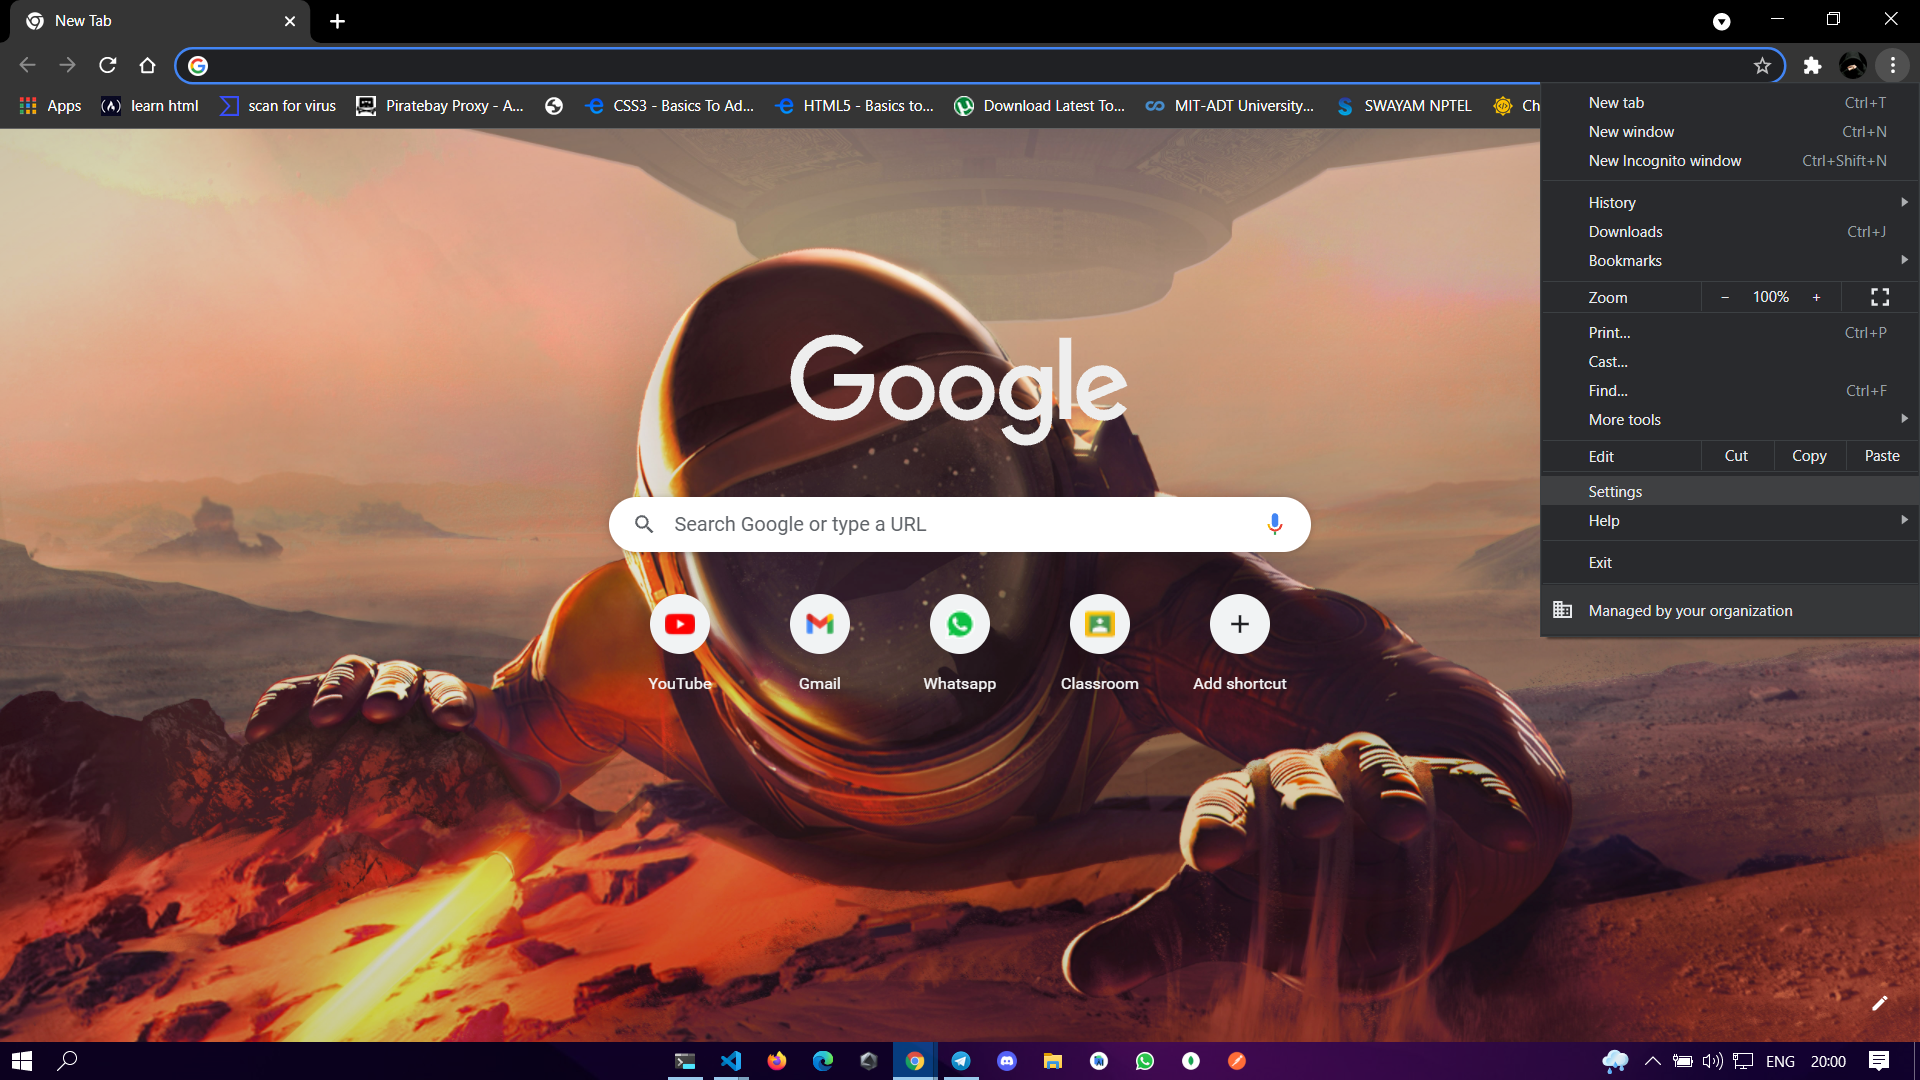 New Tab
Apps
learn html
scan for virus
Piratebay Proxy - A...
CSS3 - Basics To Ad...
HTML5 - Basics to...
Download Latest To...
MIT-ADT University...
SWAYAM NPTEL
Ch
New tab Ctrl+T
New window Ctrl+N
New Incognito window Ctrl+Shift+N
History
Downloads Ctrl+J
Bookmarks
Zoom - 100% +
Print... Ctrl+P
Cast...
Find... Ctrl+F
More tools
Edit Cut Copy Paste
Settings
Help
Exit
Managed by your organization
Google
Search Google or type a URL
YouTube
Gmail
Whatsapp
Classroom
Add shortcut
ENG 20:00